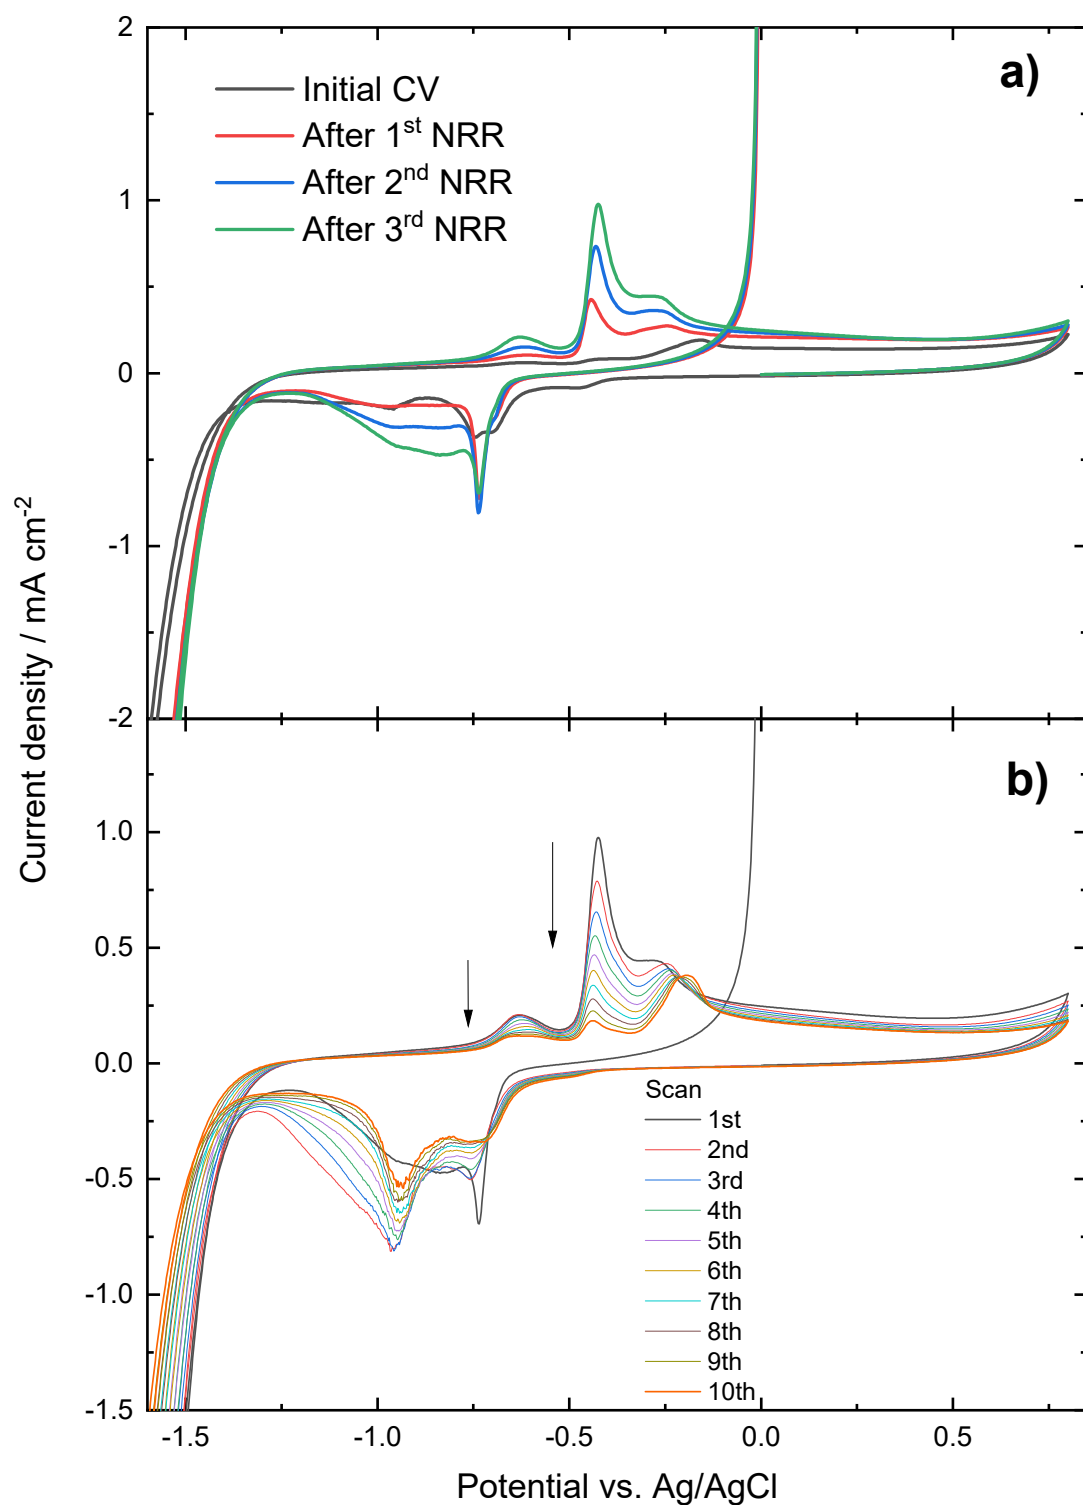 a)
Initial CV
After 1st NRR
After 2nd NRR
After 3rd NRR
2
1
0
-1
-2
Current density / mA cm-2
b)
1.0
0.5
0.0
-0.5
-1.0
-1.5
Scan
1st
2nd
3rd
4th
5th
6th
7th
8th
9th
10th
-1.5 -1.0 -0.5 0.0 0.5
Potential vs. Ag/AgCl